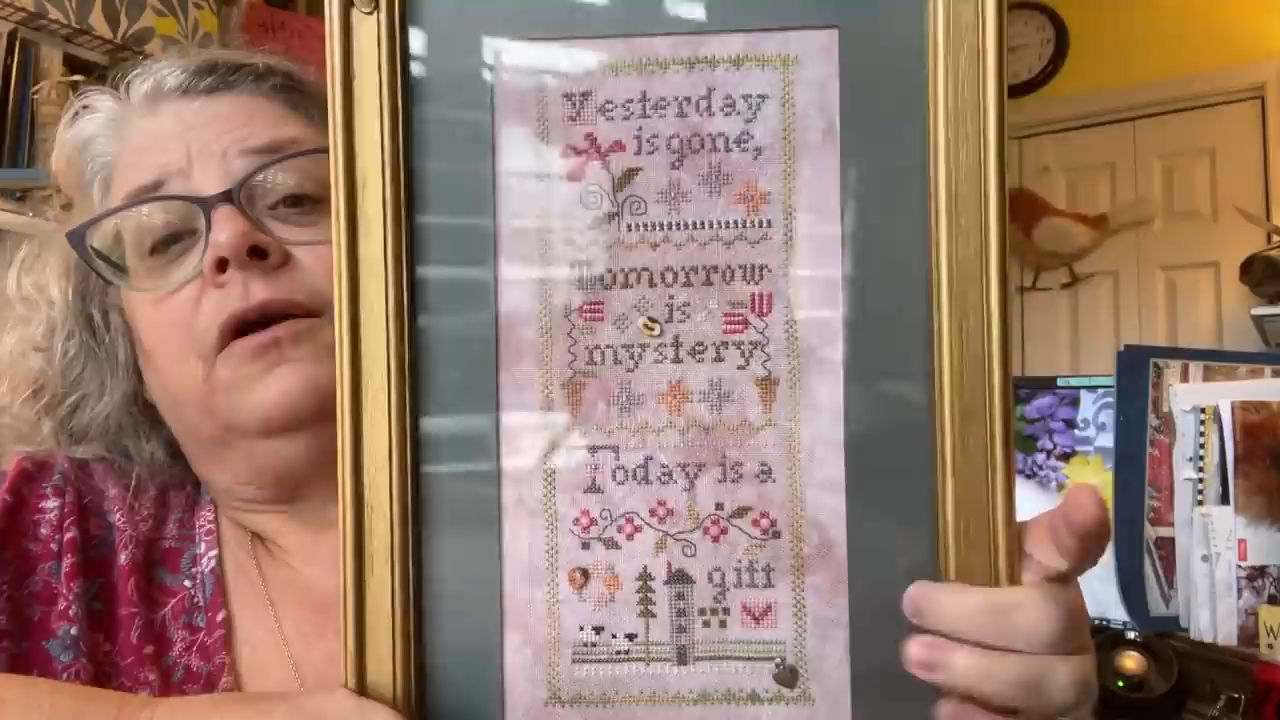 Yesterday
is gone,
Tomorrow
is
mystery
Today is a
gift